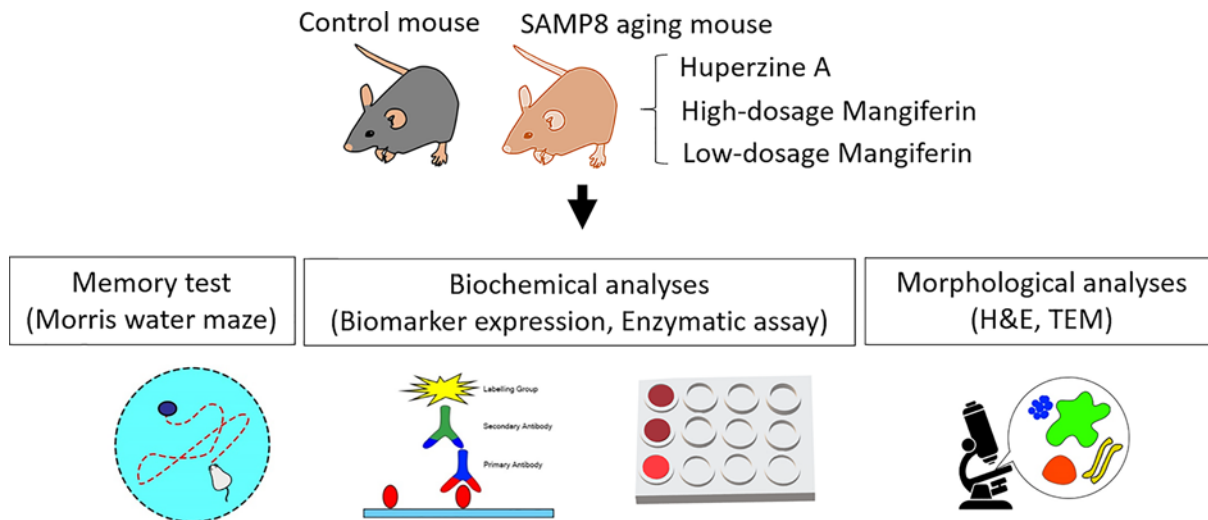 Control mouse
SAMP8 aging mouse
Huperzine A
High-dosage Mangiferin
Low-dosage Mangiferin
Memory test
(Morris water maze)
Biochemical analyses
(Biomarker expression, Enzymatic assay)
Morphological analyses
(H&E, TEM)
Labelling Group
Secondary Antibody
Primary Antibody